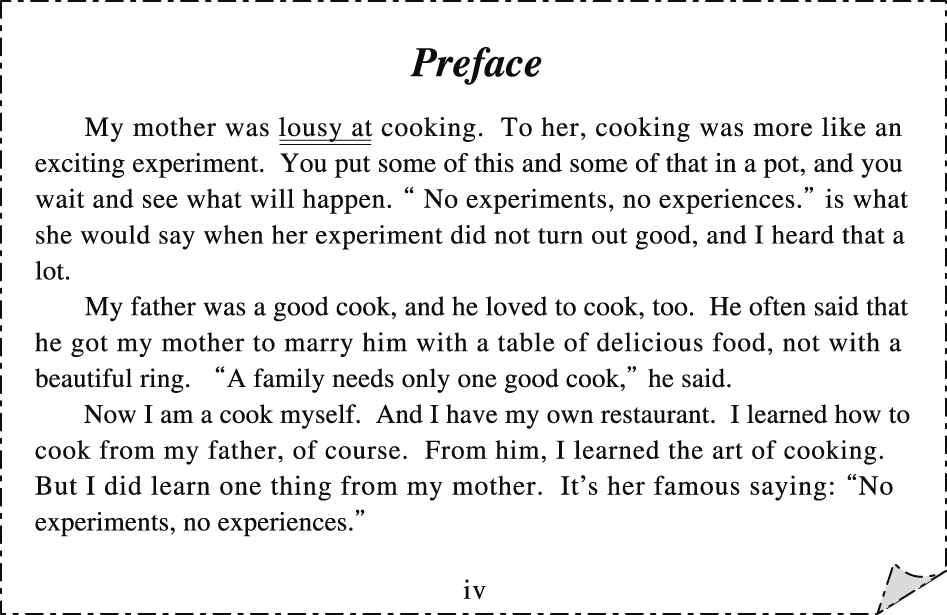 Preface
My mother was lousy at cooking. To her, cooking was more like an
exciting experiment. You put some of this and some of that in a pot, and you
wait and see what will happen. “ No experiments, no experiences.” is what
she would say when her experiment did not turn out good, and I heard that a
lot.
My father was a good cook, and he loved to cook, too. He often said that
he got my mother to marry him with a table of delicious food, not with a
beautiful ring. “A family needs only one good cook,” he said.
Now I am a cook myself. And I have my own restaurant. I learned how to
cook from my father, of course. From him, I learned the art of cooking.
But I did learn one thing from my mother. It’s her famous saying: “No
experiments, no experiences.”
iv